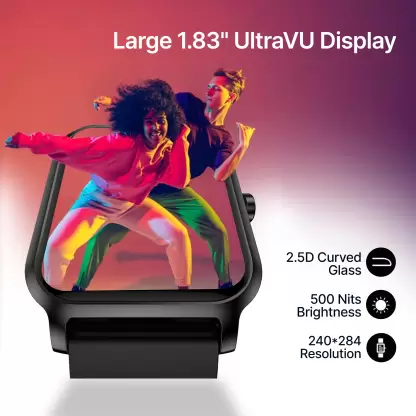 Large 1.83" UltraVU Display
2.5D Curved
Glass
500 Nits
Brightness
240*284
Resolution